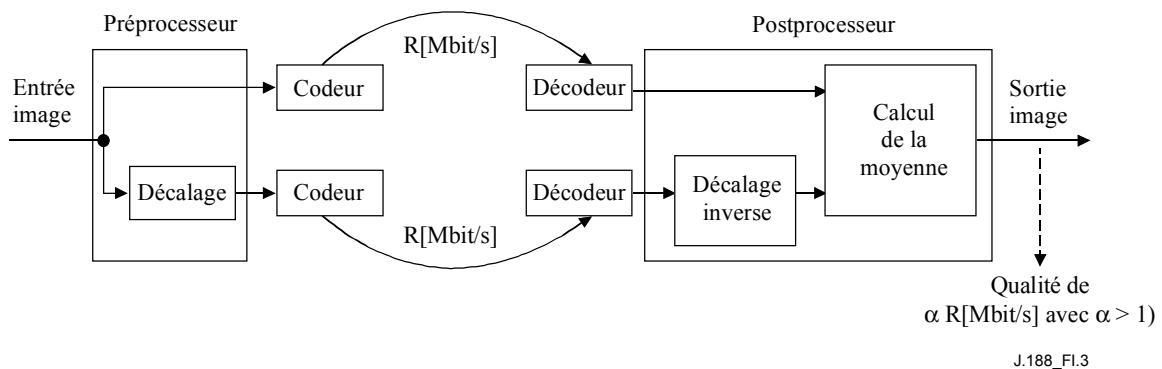 Préprocesseur
Postprocesseur
R[Mbit/s]
Entrée
image
Codeur
Décodeur
Calcul
de la
moyenne
Sortie
image
Décalage
Codeur
Décodeur
Décalage
inverse
R[Mbit/s]
Qualité de
α R[Mbit/s] avec α > 1)
J.188_FI.3